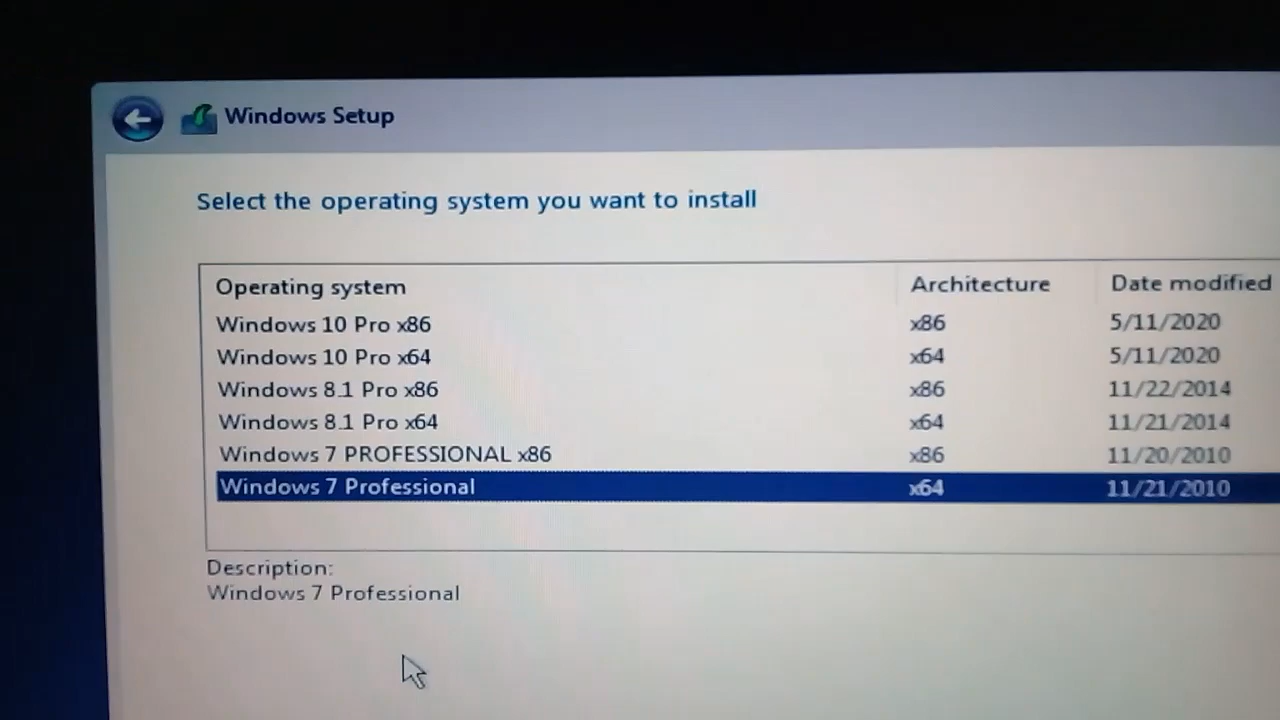 Windows Setup
Select the operating system you want to install
Operating system Architecture Date modified
Windows 10 Pro x86 x86 5/11/2020
Windows 10 Pro x64 x64 5/11/2020
Windows 8.1 Pro x86 x86 11/22/2014
Windows 8.1 Pro x64 x64 11/21/2014
Windows 7 PROFESSIONAL x86 x86 11/20/2010
Windows 7 Professional x64 11/21/2010
Description:
Windows 7 Professional